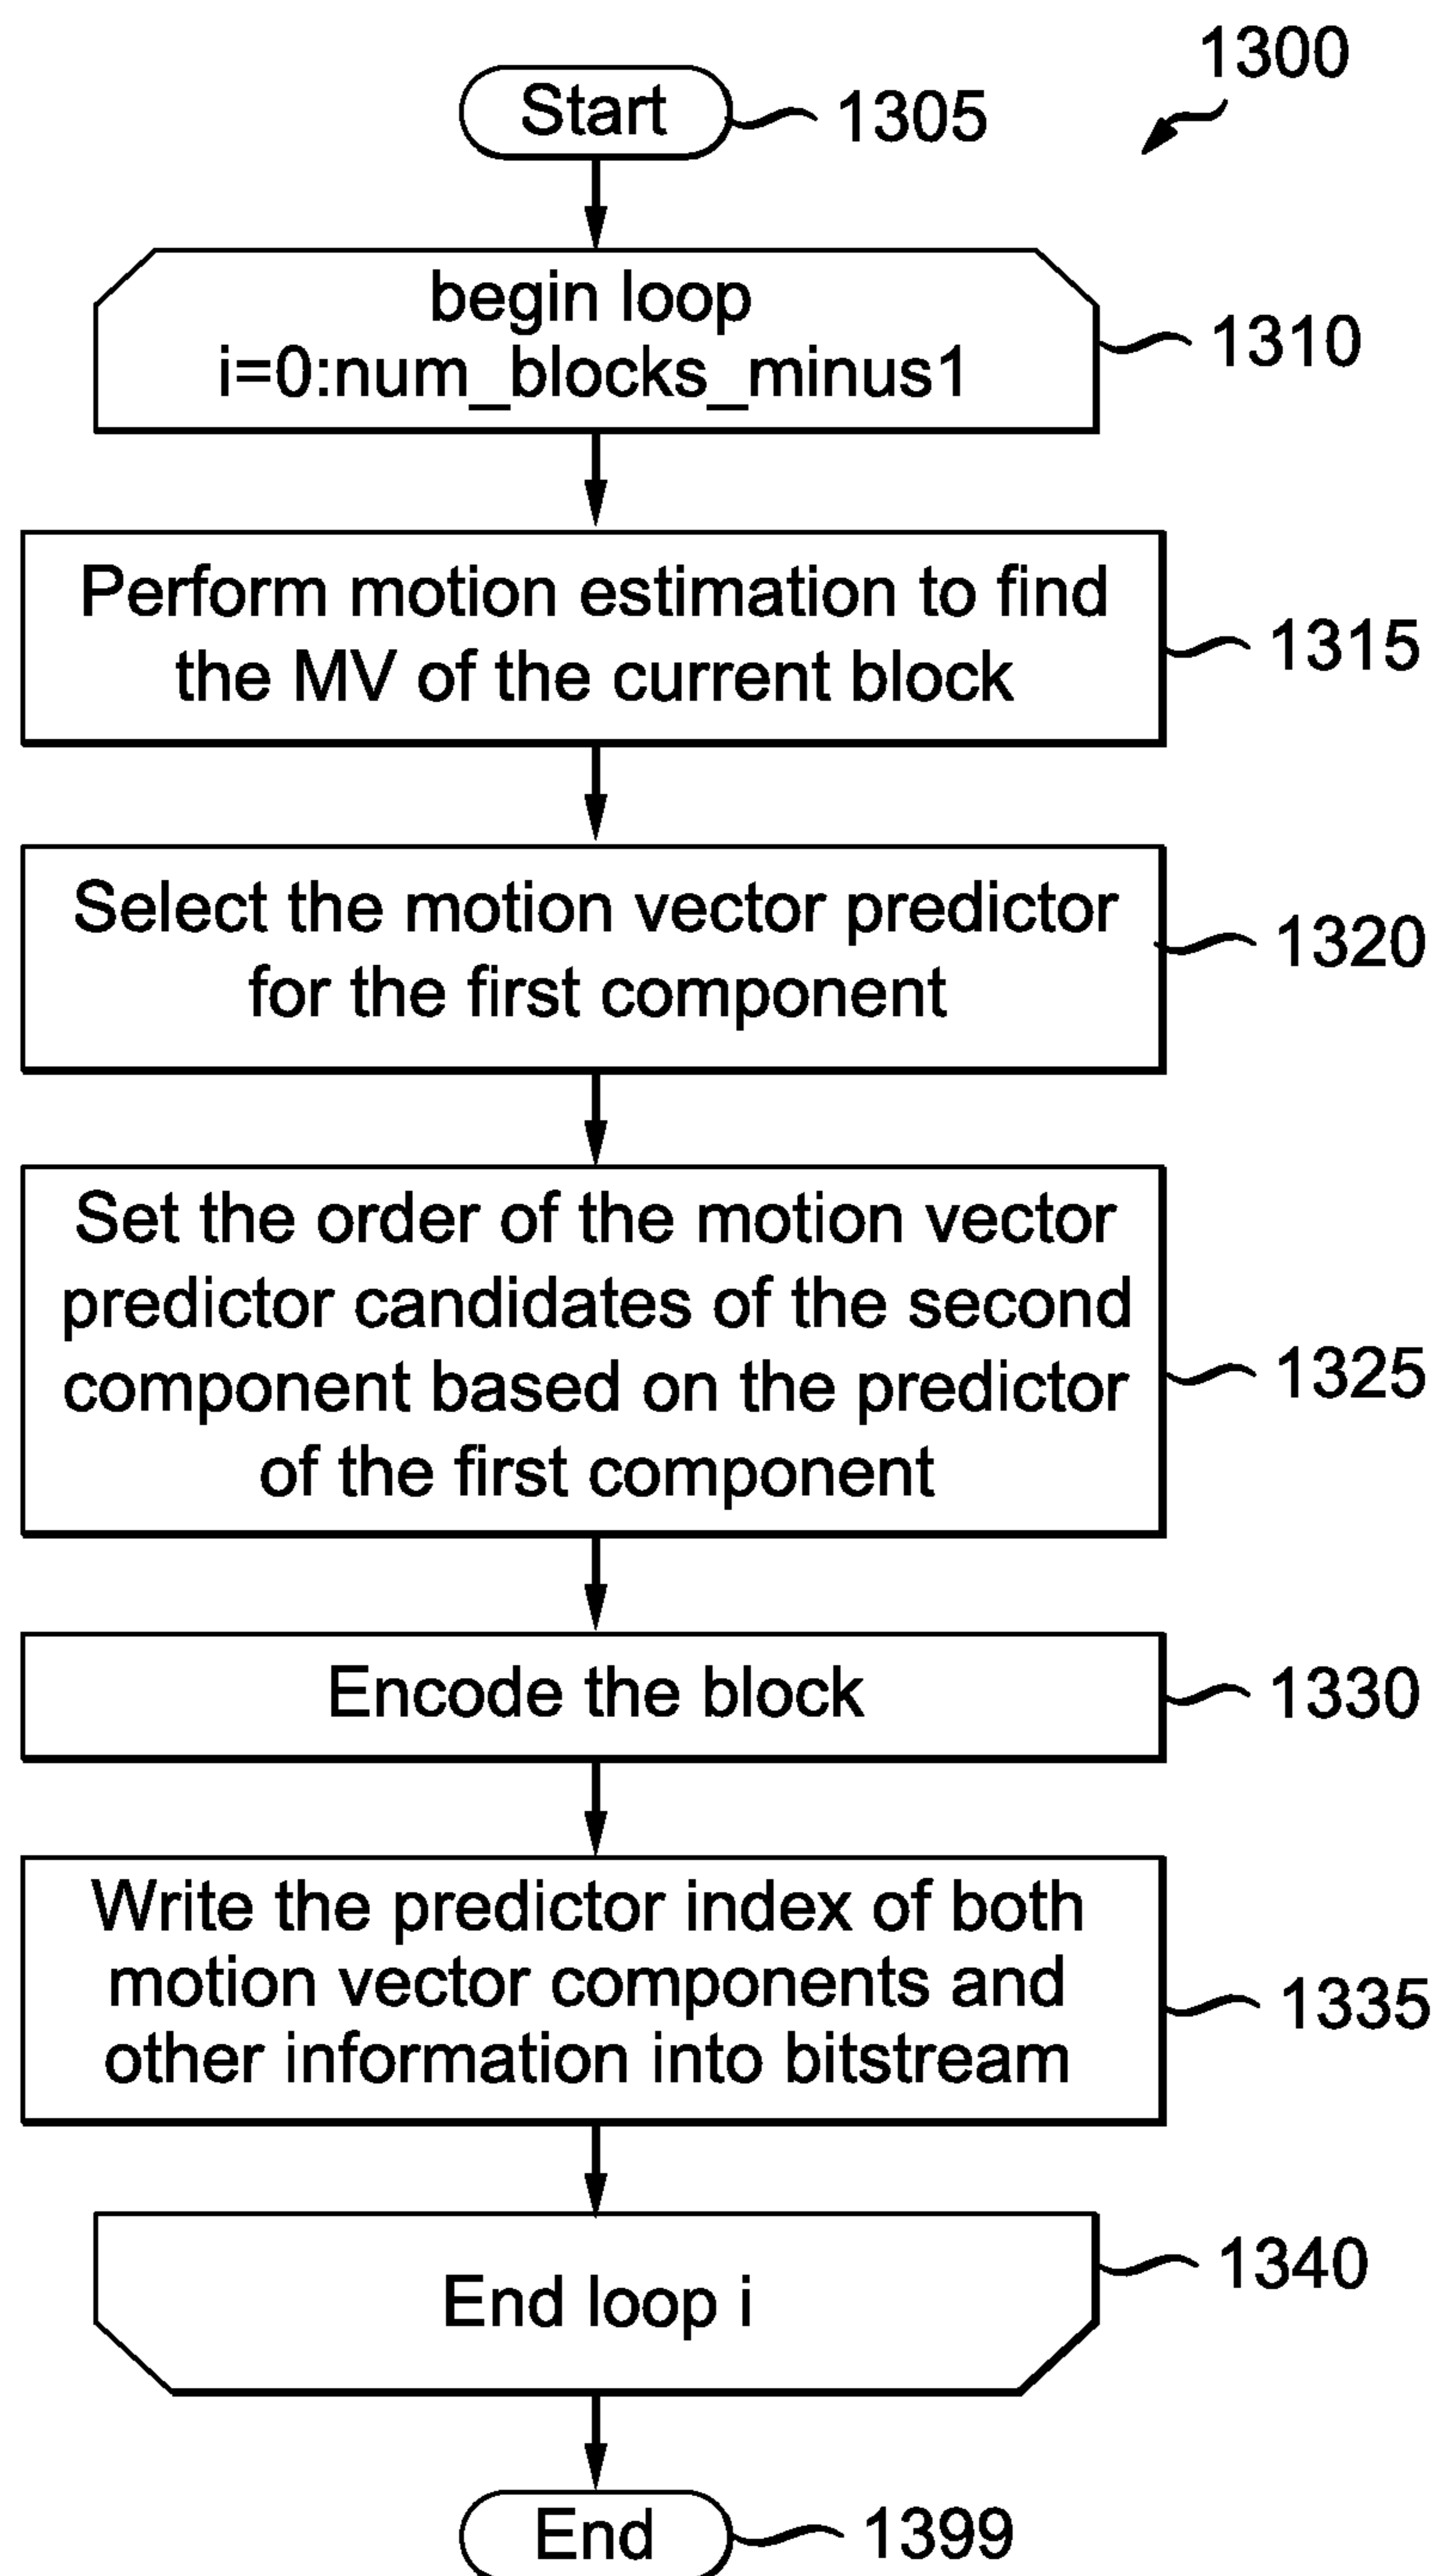 1300
Start
1305
begin loop
i=0:num_blocks_minus1
1310
Perform motion estimation to find
the MV of the current block
1315
Select the motion vector predictor
for the first component
1320
Set the order of the motion vector
predictor candidates of the second
component based on the predictor
of the first component
1325
Encode the block
1330
Write the predictor index of both
motion vector components and
other information into bitstream
1335
End loop i
1340
End
1399